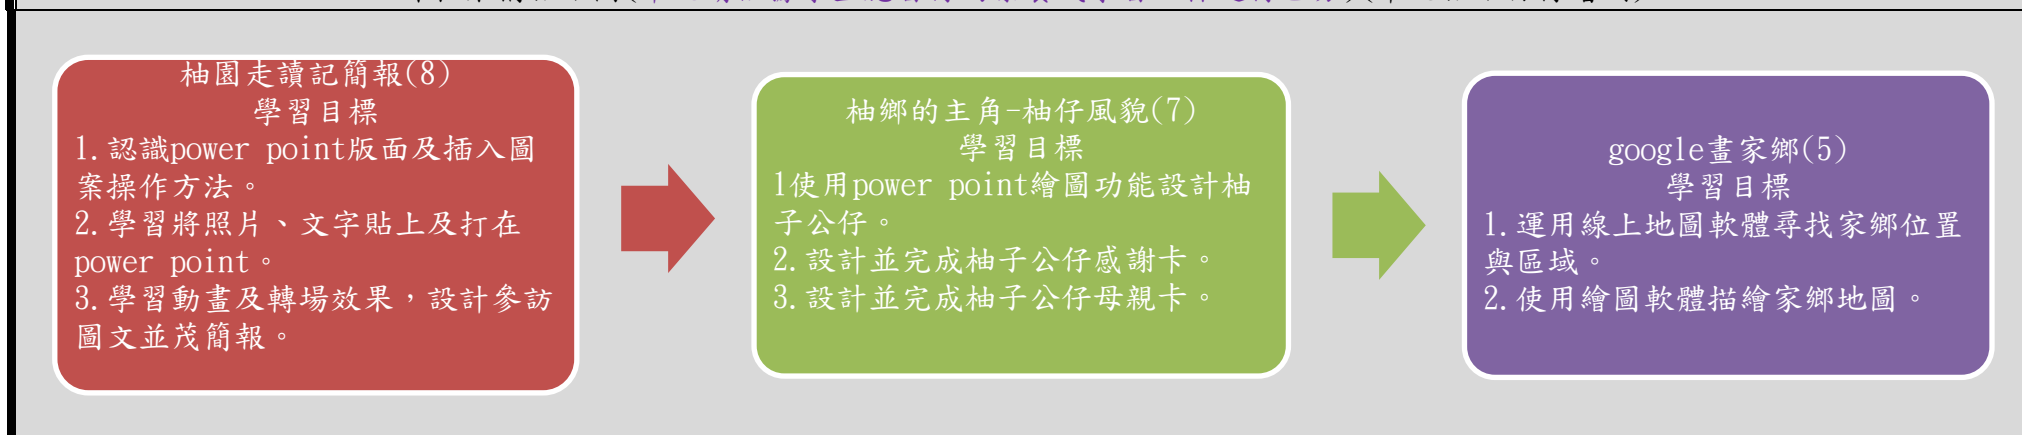 柚園走讀記簡報(8)
學習目標
1.認識power point版面及插入圖
案操作方法。
2.學習將照片、文字貼上及打在
power point。
3.學習動畫及轉場效果，設計參訪
圖文並茂簡報。
柚鄉的主角-柚仔風貌(7)
學習目標
1使用power point繪圖功能設計柚
子公仔。
2.設計並完成柚子公仔感謝卡。
3.設計並完成柚子公仔母親卡。
google畫家鄉(5)
學習目標
1.運用線上地圖軟體尋找家鄉位置
與區域。
2.使用繪圖軟體描繪家鄉地圖。